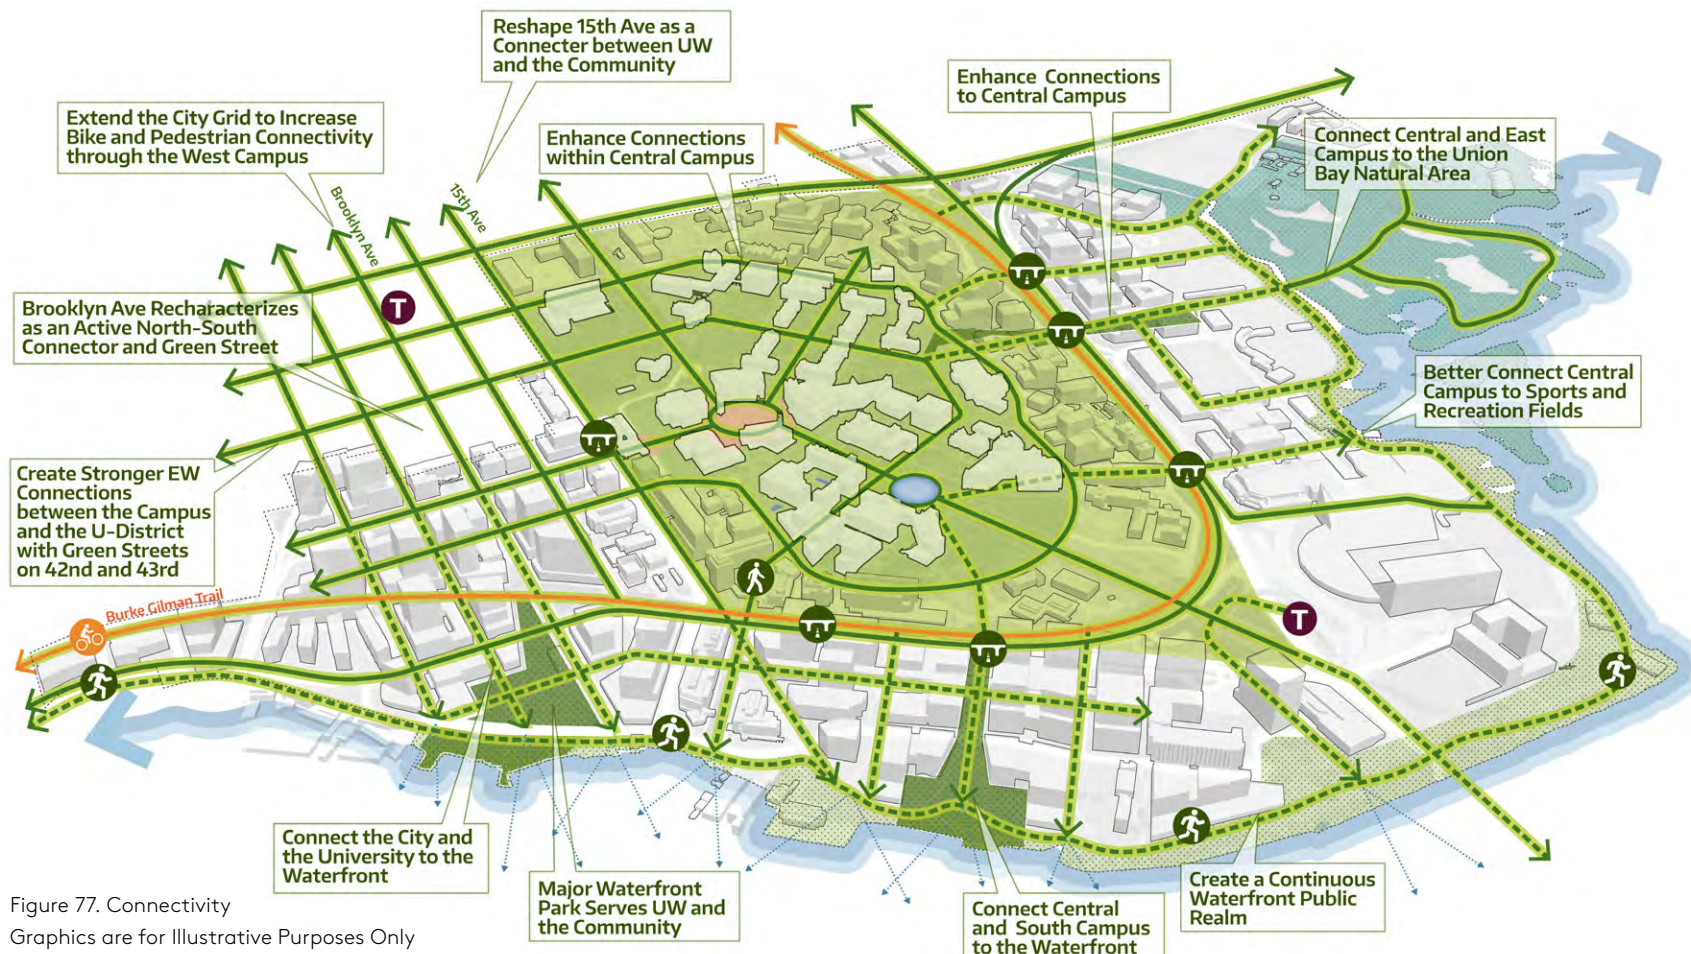 Reshape 15th Ave as a
Connecter between UW
and the Community
Enhance Connections
to Central Campus
Extend the City Grid to Increase
Bike and Pedestrian Connectivity
through the West Campus
Enhance Connections
within Central Campus
Connect Central and East
Campus to the Union
Bay Natural Area
Brooklyn Ave
15th Ave
Brooklyn Ave Recharacterizes
as an Active North-South
Connector and Green Street
T
Better Connect Central
Campus to Sports and
Recreation Fields
Create Stronger EW
Connections
between the Campus
and the U-District
with Green Streets
on 42nd and 43rd
Burke Gilman Trail
T
Connect the City and
the University to the
Waterfront
Major Waterfront
Park Serves UW and
the Community
Connect Central
and South Campus
to the Waterfront
Create a Continuous
Waterfront Public
Realm
Figure 77. Connectivity
Graphics are for Illustrative Purposes Only